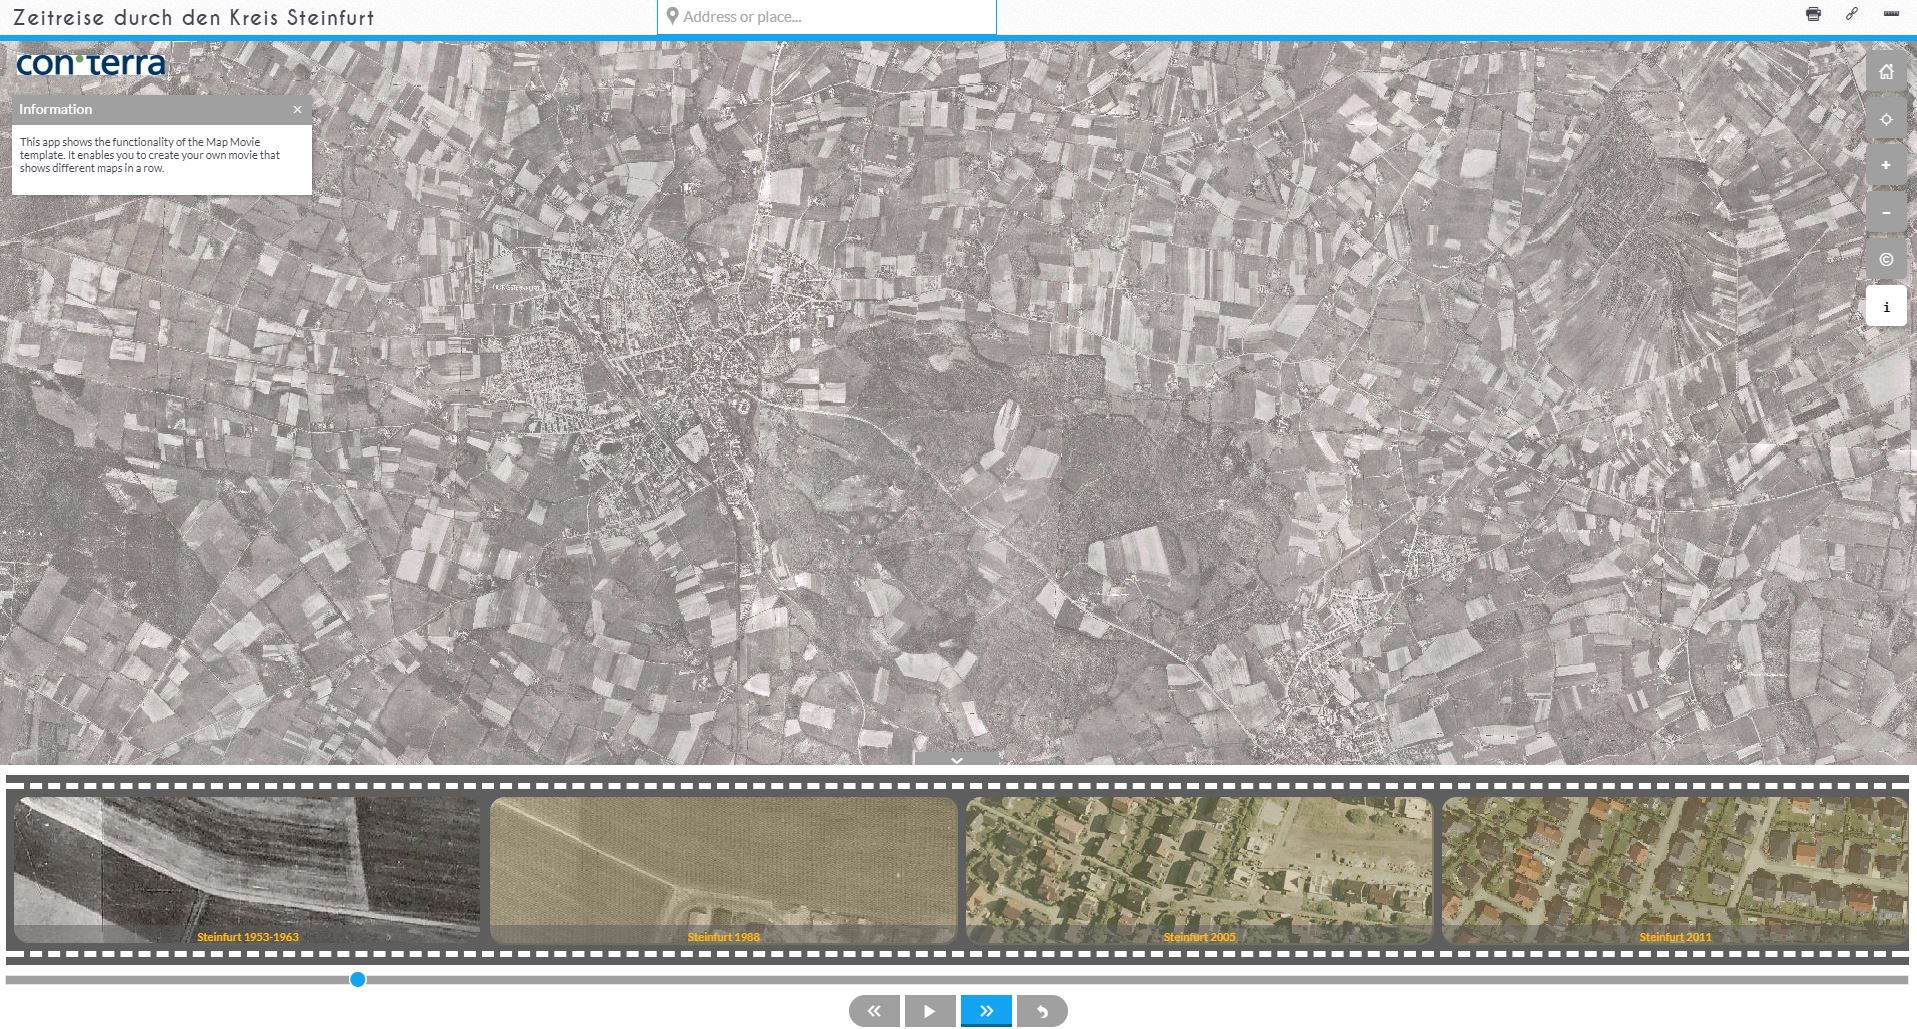 Zeitreise durch den Kreis Steinfurt
Address or place...
con terra
Information
This app shows the functionality of the Map Movie
template. It enables you to create your own movie that
shows different maps in a row.
BURGSTEINFURT
Steinfurt 1953-1963
Steinfurt 1988
Steinfurt 2005
Steinfurt 2011